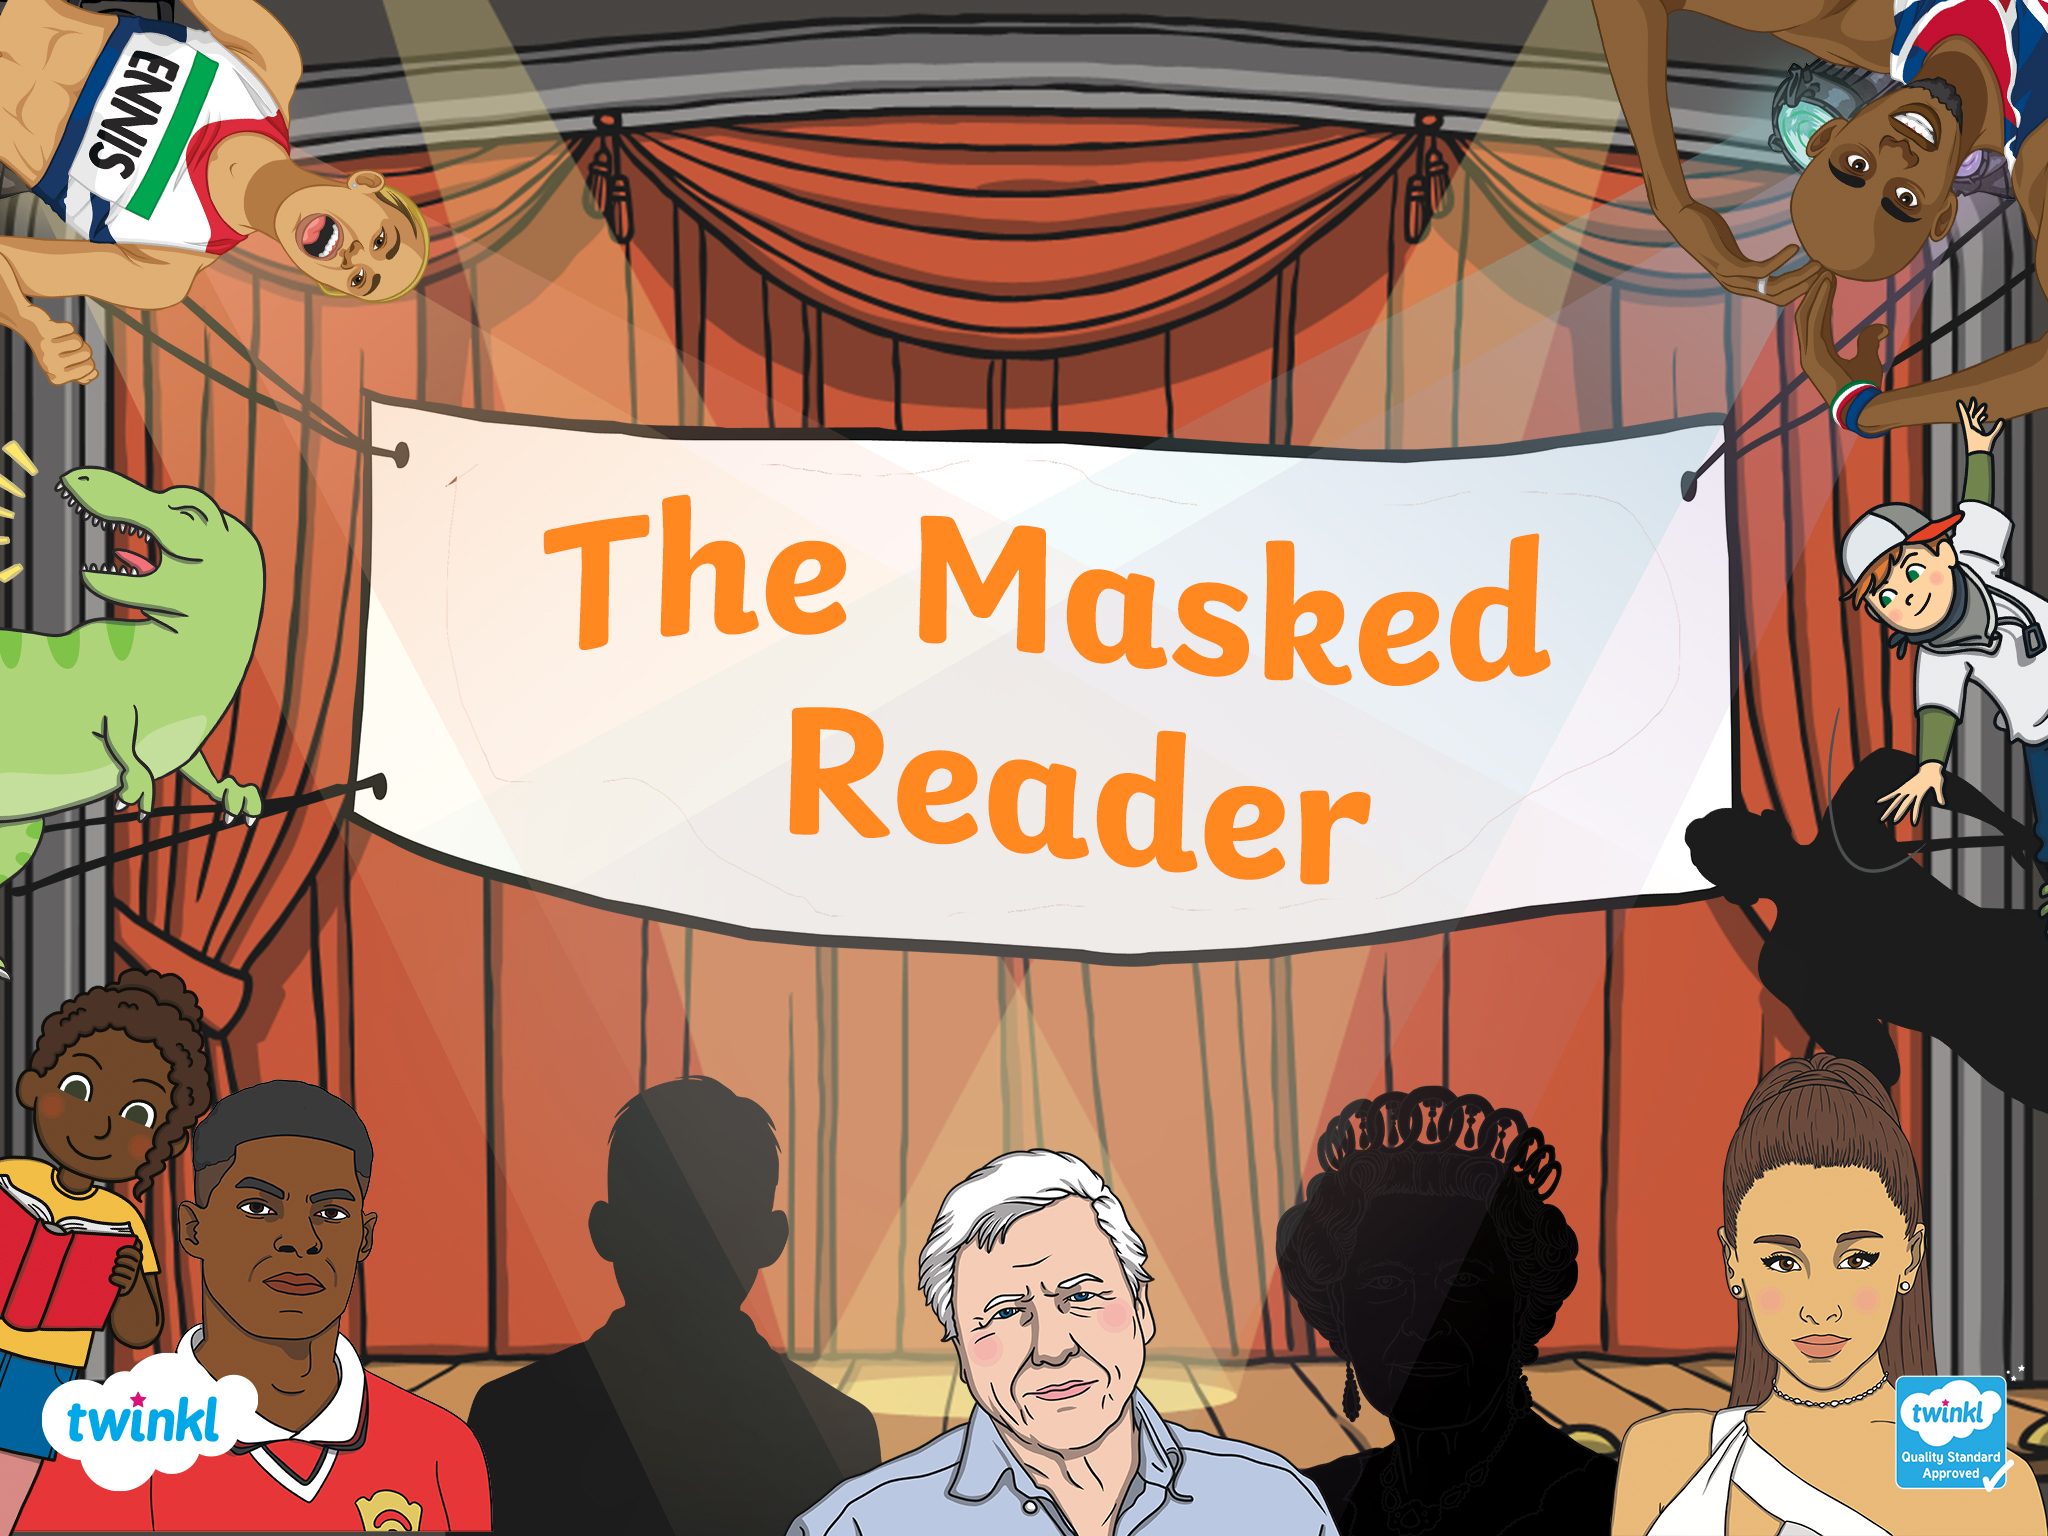 ENNIS
The Masked
Reader
twinkl
twinkl
Quality Standard
Approved